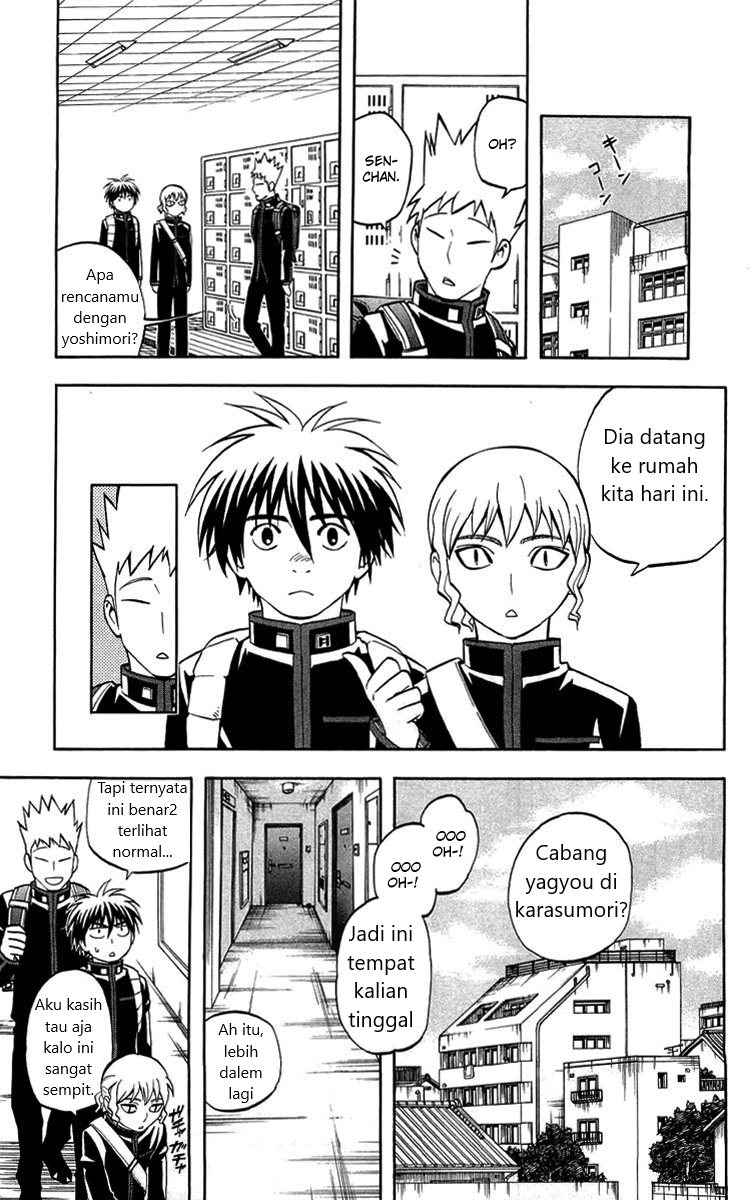 キーン
コーン
OH?
SEN-
CHAN.
Apa
rencanamu
dengan
yoshimori?
Dia datang
ke rumah
kita hari ini.
Cabang
yagyou di
karasumori?
OOO
OH-!
OOO
OH-!
Jadi ini
tempat
kalian
tinggal
Ah itu,
lebih
dalem
lagi
Tapi ternyata
ini benar2
terlihat
normal...
Aku kasih
tau aja
kalo ini
sangat
sempit.